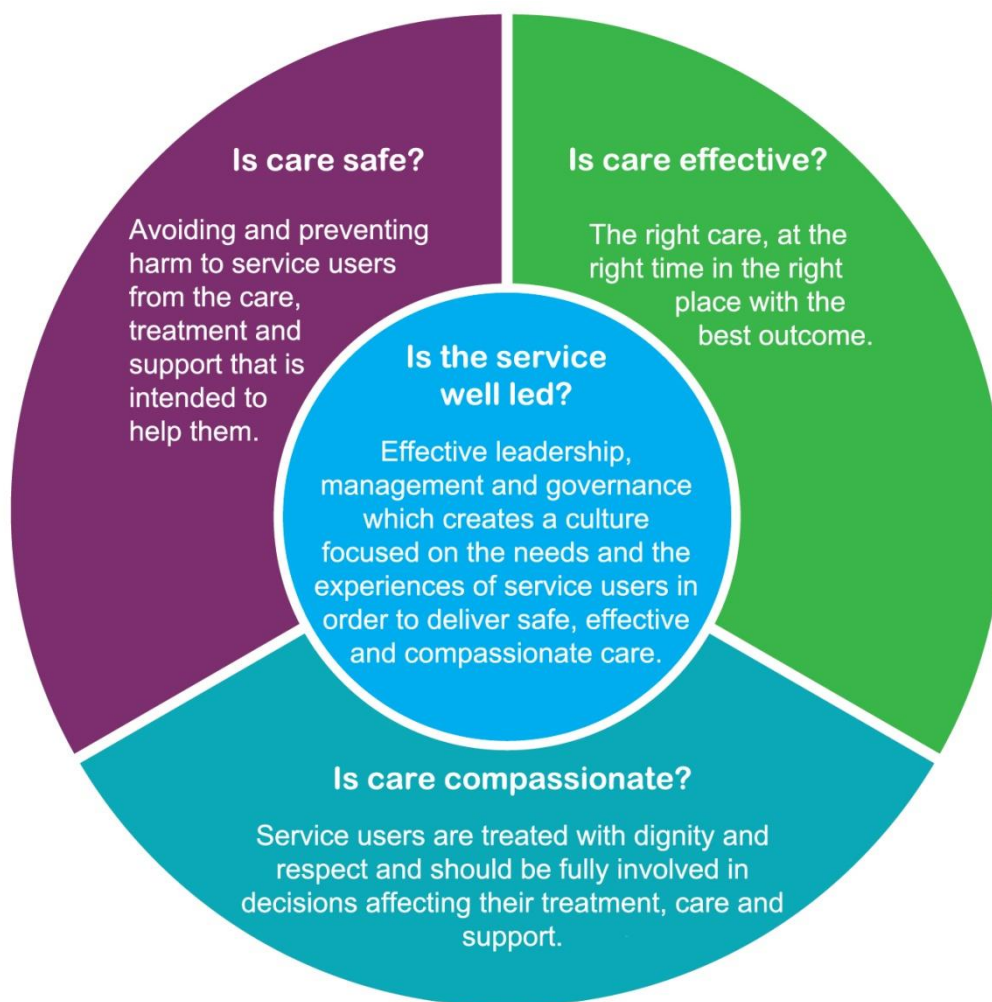 Is care safe?
Avoiding and preventing
harm to service users
from the care,
treatment and
support that is
intended to
help them.
Is care effective?
The right care, at the
right time in the right
place with the
best outcome.
Is the service
well led?
Effective leadership,
management and governance
which creates a culture
focused on the needs and the
experiences of service users in
order to deliver safe, effective
and compassionate care.
Is care compassionate?
Service users are treated with dignity and
respect and should be fully involved in
decisions affecting their treatment, care and
support.